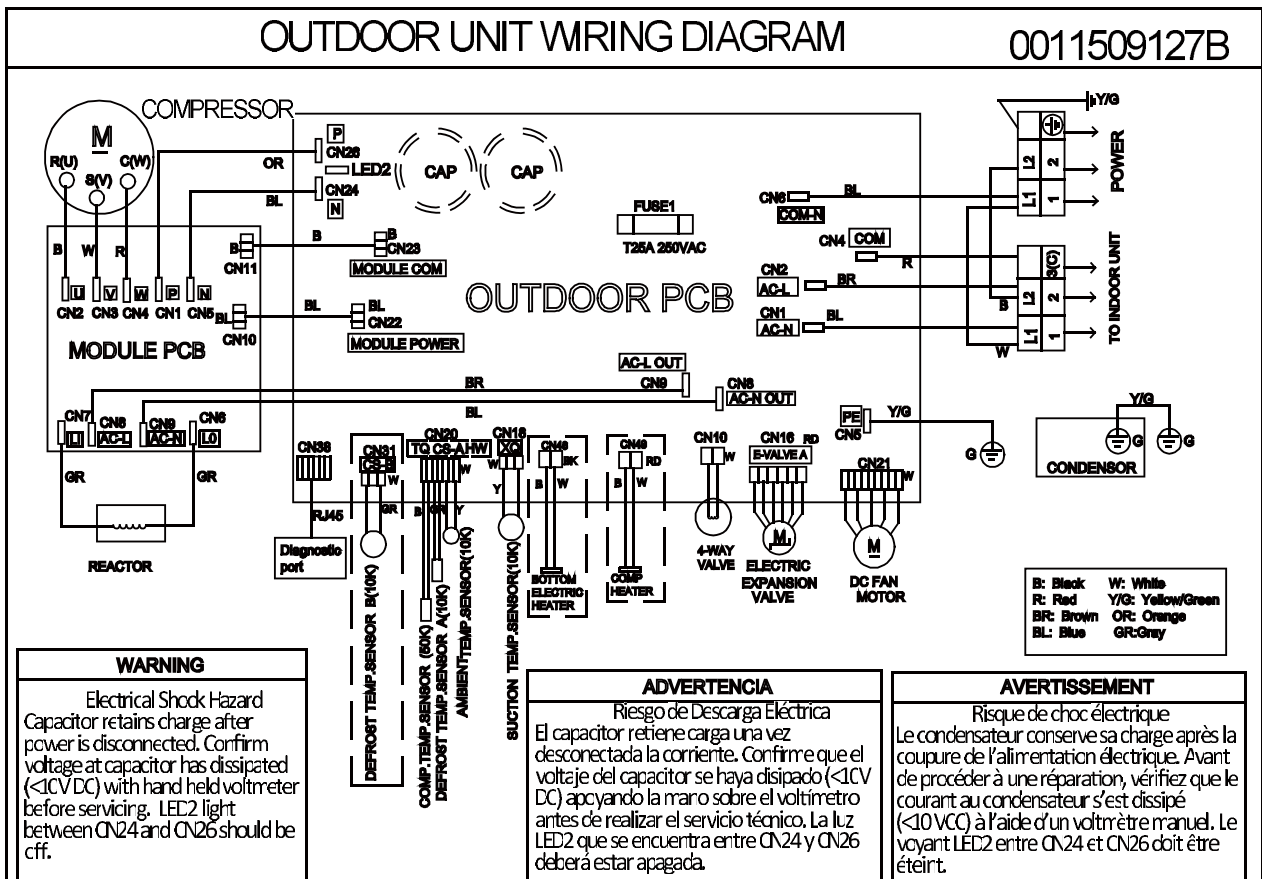 OUTDOOR UNIT WIRING DIAGRAM
0011509127B
COMPRESSOR
M
R(U)
C(W)
S(V)
B
W
R
OR
BL
P
CN26
LED2
CN24
N
CAP
CAP
FUSE1
T25A 250VAC
B
CN11
B
B
CN23
MODULE COM
BL
CN10
BL
BL
CN22
MODULE POWER
U
V
W
P
N
CN2
CN3
CN4
CN1
CN5
MODULE PCB
OUTDOOR PCB
CN6
BL
COM-N
CN4
COM
R
CN2
AC-L
BR
CN1
AC-N
BL
Y/G
L2
2
L1
1
POWER
3(C)
L2
2
L1
1
B
W
TO INDOOR UNIT
AC-L OUT
CN9
CN8
AC-N OUT
BR
BL
CN7
LI
CN8
AC-L
CN9
AC-N
CN6
L0
GR
GR
REACTOR
PE
CN5
Y/G
G
Y/G
G
G
CONDENSOR
CN38
RJ45
Diagnostic
port
CN31
CS-B
W
GR
DEFROST TEMP.SENSOR B(10K)
CN20
TQ CS-AHW
W
B
GR
Y
COMP.TEMP.SENSOR (50K)
DEFROST TEMP.SENSOR A(10K)
AMBIENT TEMP.SENSOR(10K)
CN18
XQ
W
Y
SUCTION TEMP.SENSOR(10K)
CN48
BK
B
W
BOTTOM
ELECTRIC
HEATER
CN49
RD
B
W
COMP
HEATER
CN10
W
4-WAY
VALVE
CN16
RD
E-VALVE A
M
ELECTRIC
EXPANSION
VALVE
CN21
W
M
DC FAN
MOTOR
B: Black W: White
R: Red Y/G: Yellow/Green
BR: Brown OR: Orange
BL: Blue GR:Gray
WARNING
Electrical Shock Hazard
Capacitor retains charge after
power is disconnected. Confirm
voltage at capacitor has dissipated
(<10V DC) with hand held voltmeter
before servicing. LED2 light
between CN24 and CN26 should be
off.
ADVERTENCIA
Riesgo de Descarga Eléctrica
El capacitor retiene carga una vez
desconectada la corriente. Confirme que el
voltaje del capacitor se haya disipado (<10V
DC) apoyando la mano sobre el voltímetro
antes de realizar el servicio técnico. La luz
LED2 que se encuentra entre CN24 y CN26
deberá estar apagada.
AVERTISSEMENT
Risque de choc électrique
Le condensateur conserve sa charge après la
coupure de l'alimentation électrique. Avant
de procéder à une réparation, vérifiez que le
courant au condensateur s'est dissipé
(<10 VCC) à l'aide d'un voltmètre manuel. Le
voyant LED2 entre CN24 et CN26 doit être
éteint.